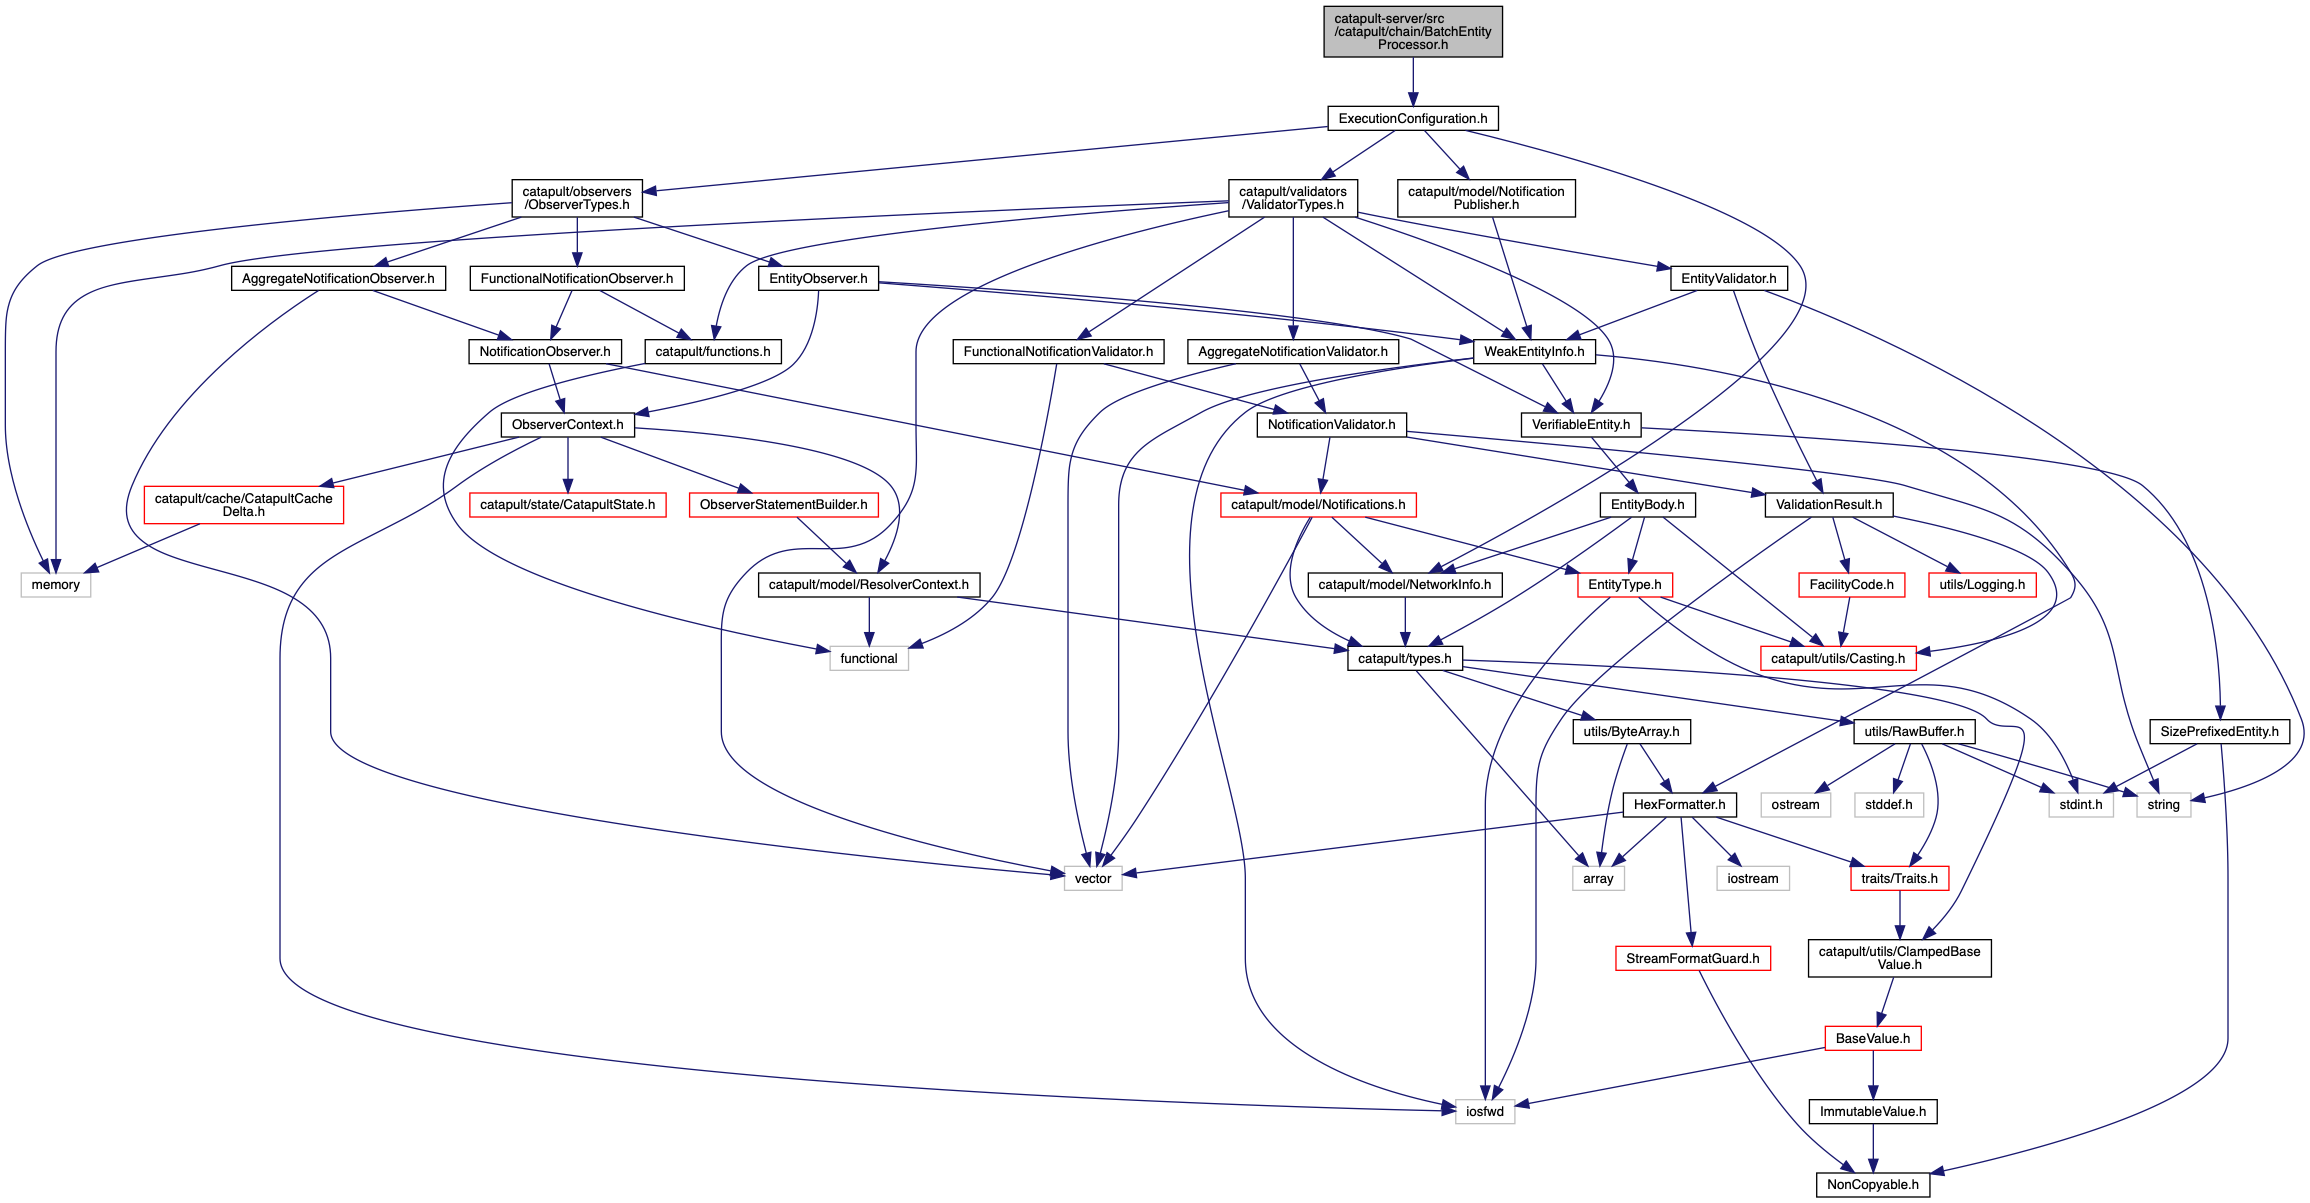 catapult-server/src
/catapult/chain/BatchEntity
Processor.h
ExecutionConfiguration.h
catapult/observers
/ObserverTypes.h
catapult/validators
/ValidatorTypes.h
catapult/model/Notification
Publisher.h
AggregateNotificationObserver.h
FunctionalNotificationObserver.h
EntityObserver.h
EntityValidator.h
NotificationObserver.h
catapult/functions.h
FunctionalNotificationValidator.h
AggregateNotificationValidator.h
WeakEntityInfo.h
ObserverContext.h
NotificationValidator.h
VerifiableEntity.h
catapult/cache/CatapultCache
Delta.h
catapult/state/CatapultState.h
ObserverStatementBuilder.h
catapult/model/Notifications.h
EntityBody.h
ValidationResult.h
memory
catapult/model/ResolverContext.h
catapult/model/NetworkInfo.h
EntityType.h
FacilityCode.h
utils/Logging.h
functional
catapult/types.h
catapult/utils/Casting.h
utils/ByteArray.h
utils/RawBuffer.h
SizePrefixedEntity.h
HexFormatter.h
ostream
stddef.h
stdint.h
string
vector
array
iostream
traits/Traits.h
StreamFormatGuard.h
catapult/utils/ClampedBase
Value.h
BaseValue.h
iosfwd
ImmutableValue.h
NonCopyable.h